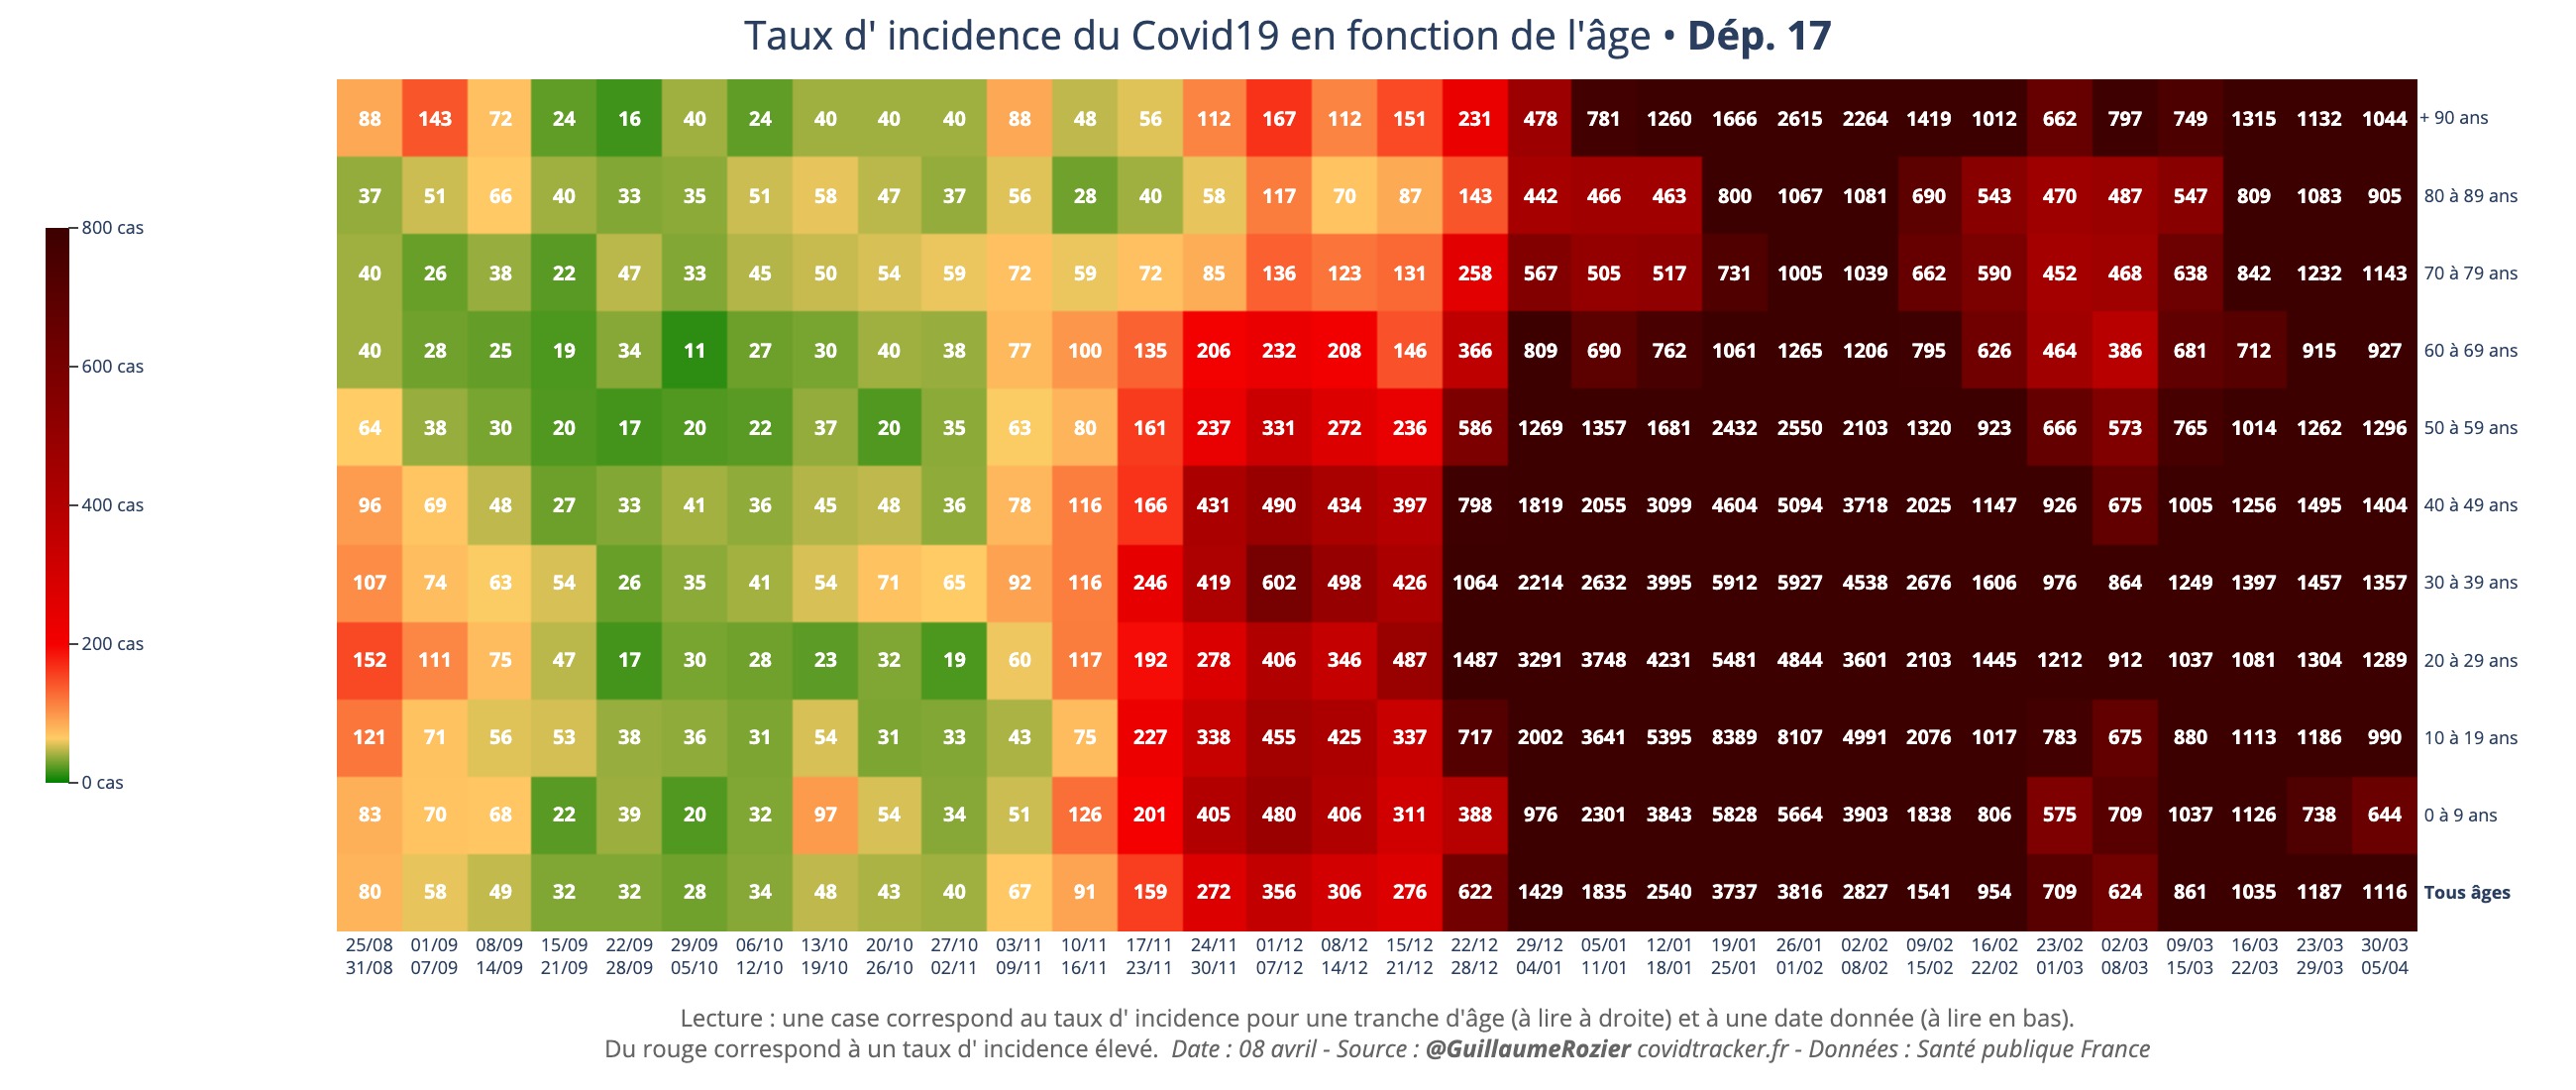 Taux d' incidence du Covid19 en fonction de l'âge • Dép. 17
88 143 72 24 16 40 24 40 40 40 88 48 56 112 167 112 151 231 478 781 1260 1666 2615 2264 1419 1012 662 797 749 1315 1132 1044 + 90 ans
37 51 66 40 33 35 51 58 47 37 56 28 40 58 117 70 87 143 442 466 463 800 1067 1081 690 543 470 487 547 809 1083 905 80 à 89 ans
800 cas
40 26 38 22 47 33 45 50 54 59 72 59 72 85 136 123 131 258 567 505 517 731 1005 1039 662 590 452 468 638 842 1232 1143 70 à 79 ans
40 28 25 19 34 11 27 30 40 38 77 100 135 206 232 208 146 366 809 690 762 1061 1265 1206 795 626 464 386 681 712 915 927 60 à 69 ans
600 cas
64 38 30 20 17 20 22 37 20 35 63 80 161 237 331 272 236 586 1269 1357 1681 2432 2550 2103 1320 923 666 573 765 1014 1262 1296 50 à 59 ans
400 cas
96 69 48 27 33 41 36 45 48 36 78 116 166 431 490 434 397 798 1819 2055 3099 4604 5094 3718 2025 1147 926 675 1005 1256 1495 1404 40 à 49 ans
107 74 63 54 26 35 41 54 71 65 92 116 246 419 602 498 426 1064 2214 2632 3995 5912 5927 4538 2676 1606 976 864 1249 1397 1457 1357 30 à 39 ans
200 cas
152 111 75 47 17 30 28 23 32 19 60 117 192 278 406 346 487 1487 3291 3748 4231 5481 4844 3601 2103 1445 1212 912 1037 1081 1304 1289 20 à 29 ans
121 71 56 53 38 36 31 54 31 33 43 75 227 338 455 425 337 717 2002 3641 5395 8389 8107 4991 2076 1017 783 675 880 1113 1186 990 10 à 19 ans
0 cas
83 70 68 22 39 20 32 97 54 34 51 126 201 405 480 406 311 388 976 2301 3843 5828 5664 3903 1838 806 575 709 1037 1126 738 644 0 à 9 ans
80 58 49 32 32 28 34 48 43 40 67 91 159 272 356 306 276 622 1429 1835 2540 3737 3816 2827 1541 954 709 624 861 1035 1187 1116 Tous âges
25/08 01/09 08/09 15/09 22/09 29/09 06/10 13/10 20/10 27/10 03/11 10/11 17/11 24/11 01/12 08/12 15/12 22/12 29/12 05/01 12/01 19/01 26/01 02/02 09/02 16/02 23/02 02/03 09/03 16/03 23/03 30/03
31/08 07/09 14/09 21/09 28/09 05/10 12/10 19/10 26/10 02/11 09/11 16/11 23/11 30/11 07/12 14/12 21/12 28/12 04/01 11/01 18/01 25/01 01/02 08/02 15/02 22/02 01/03 08/03 15/03 22/03 29/03 05/04
Lecture : une case correspond au taux d' incidence pour une tranche d'âge (à lire à droite) et à une date donnée (à lire en bas).
Du rouge correspond à un taux d' incidence élevé. Date : 08 avril - Source : @GuillaumeRozier covidtracker.fr - Données : Santé publique France